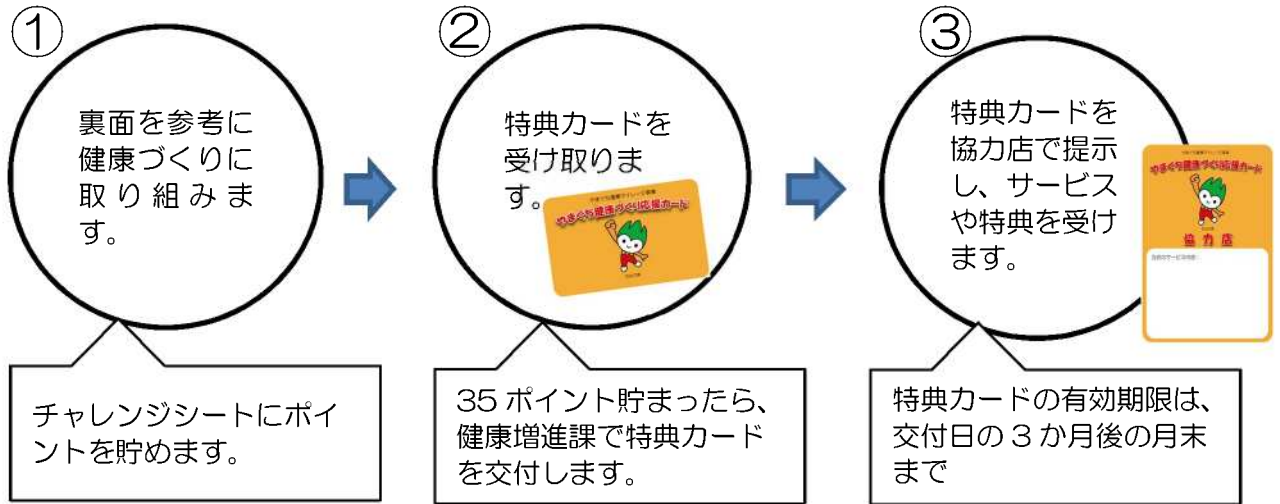 ①
裏面を参考に
健康づくりに
取り組みま
す。
チャレンジシートにポイ
ントを貯めます。
②
特典カードを
受け取りま
す。
やまぐち健康づくり応援カード
35ポイント貯まったら、
健康増進課で特典カード
を交付します。
③
特典カードを
協力店で提示
し、サービス
や特典を受け
ます。
やまぐち健康づくり応援カード
協力店
特典カードの有効期限は、
交付日の3か月後の月末
まで